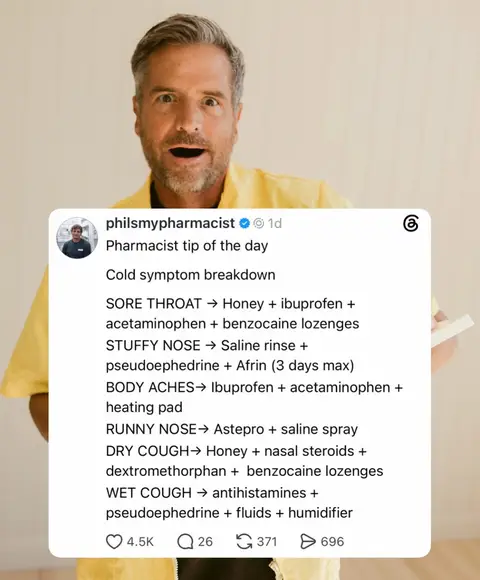 philsmypharmacist 1d
Pharmacist tip of the day
Cold symptom breakdown
SORE THROAT → Honey + ibuprofen +
acetaminophen + benzocaine lozenges
STUFFY NOSE → Saline rinse +
pseudoephedrine + Afrin (3 days max)
BODY ACHES→ Ibuprofen + acetaminophen +
heating pad
RUNNY NOSE→ Astepro + saline spray
DRY COUGH→ Honey + nasal steroids +
dextromethorphan + benzocaine lozenges
WET COUGH → antihistamines +
pseudoephedrine + fluids + humidifier
4.5K 26 371 696